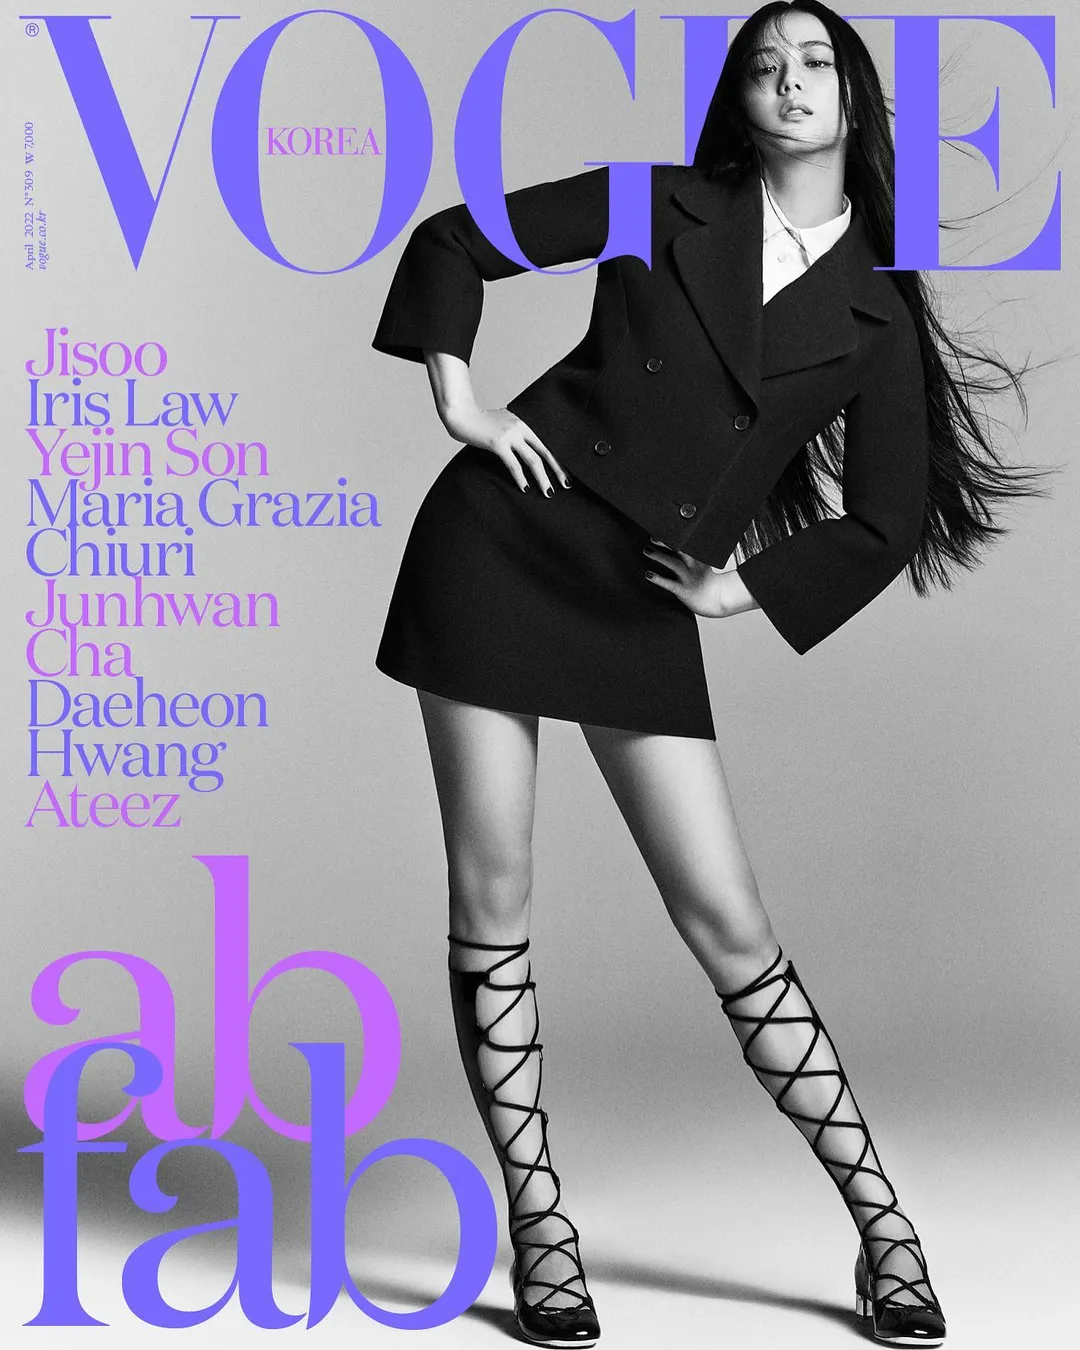 ®
VOGUE
KOREA
April 2022 N°309 W 7,000
vogue.co.kr
Jisoo
Iris Law
Yejin Son
Maria Grazia
Chiuri
Junhwan
Cha
Daeheon
Hwang
Ateez
ab
fab